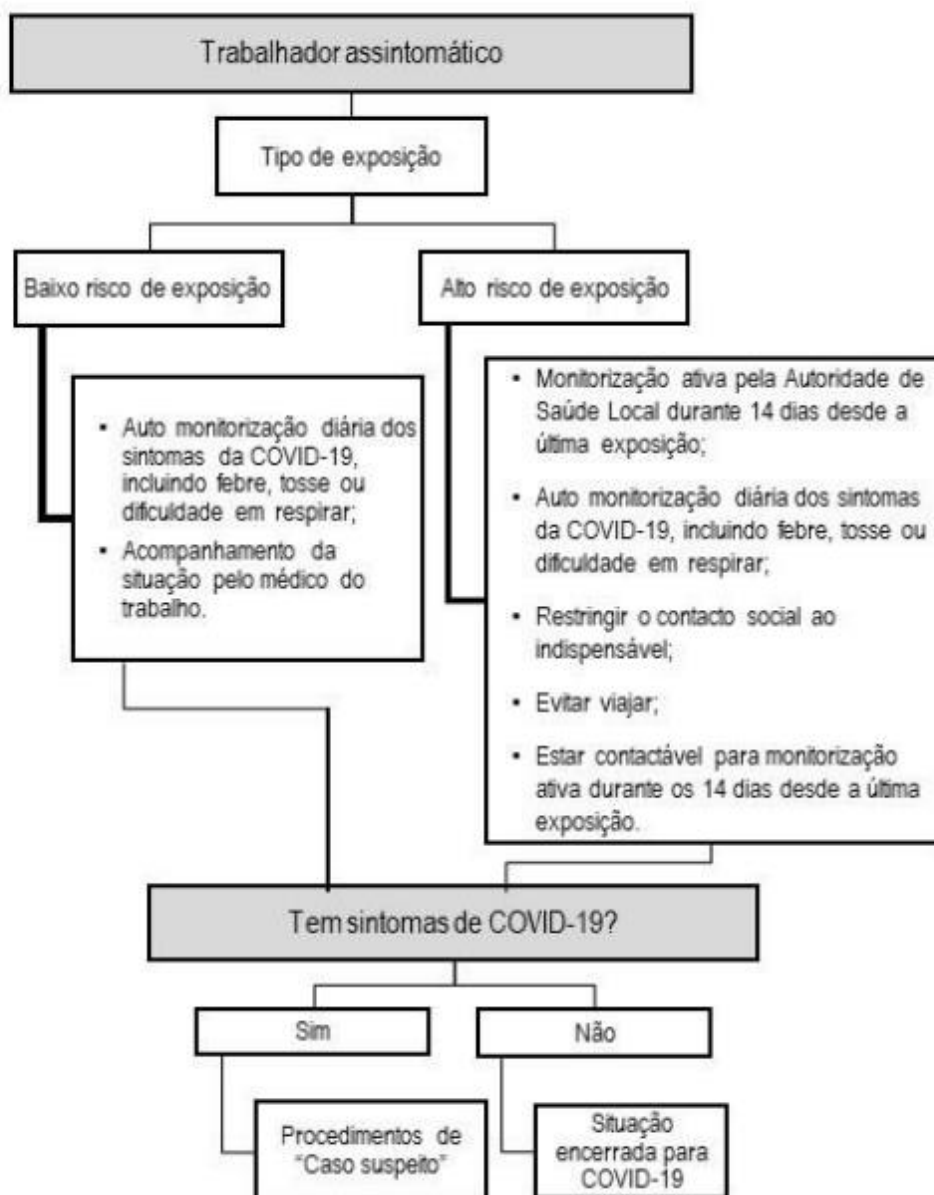 Trabalhador assintomático
Tipo de exposição
Baixo risco de exposição
Alto risco de exposição
• Auto monitorização diária dos
sintomas da COVID-19,
incluindo febre, tosse ou
dificuldade em respirar;
• Acompanhamento da
situação pelo médico do
trabalho.
• Monitorização ativa pela Autoridade de
Saúde Local durante 14 dias desde a
última exposição;
• Auto monitorização diária dos sintomas
da COVID-19, incluindo febre, tosse ou
dificuldade em respirar;
• Restringir o contacto social ao
indispensável;
• Evitar viajar;
• Estar contactável para monitorização
ativa durante os 14 dias desde a última
exposição.
Tem sintomas de COVID-19?
Sim
Não
Procedimentos de
“Caso suspeito”
Situação
encerrada para
COVID-19